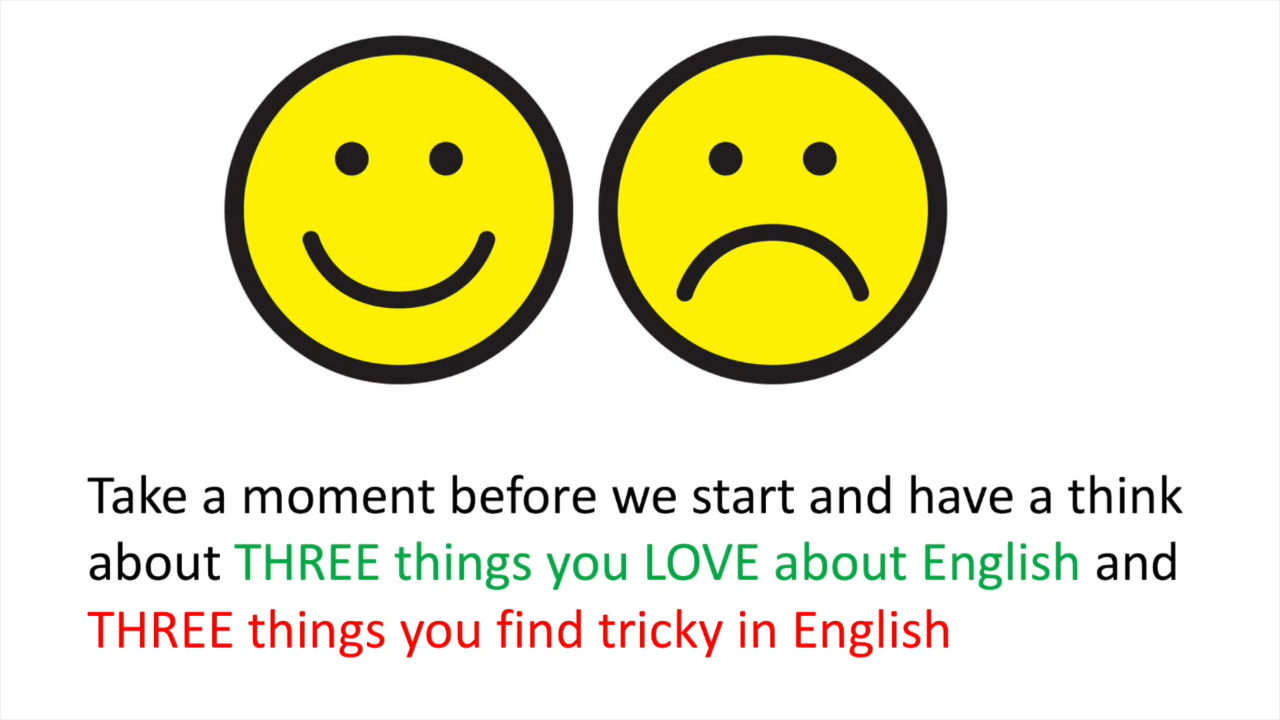 Take a moment before we start and have a think
about THREE things you LOVE about English and
THREE things you find tricky in English